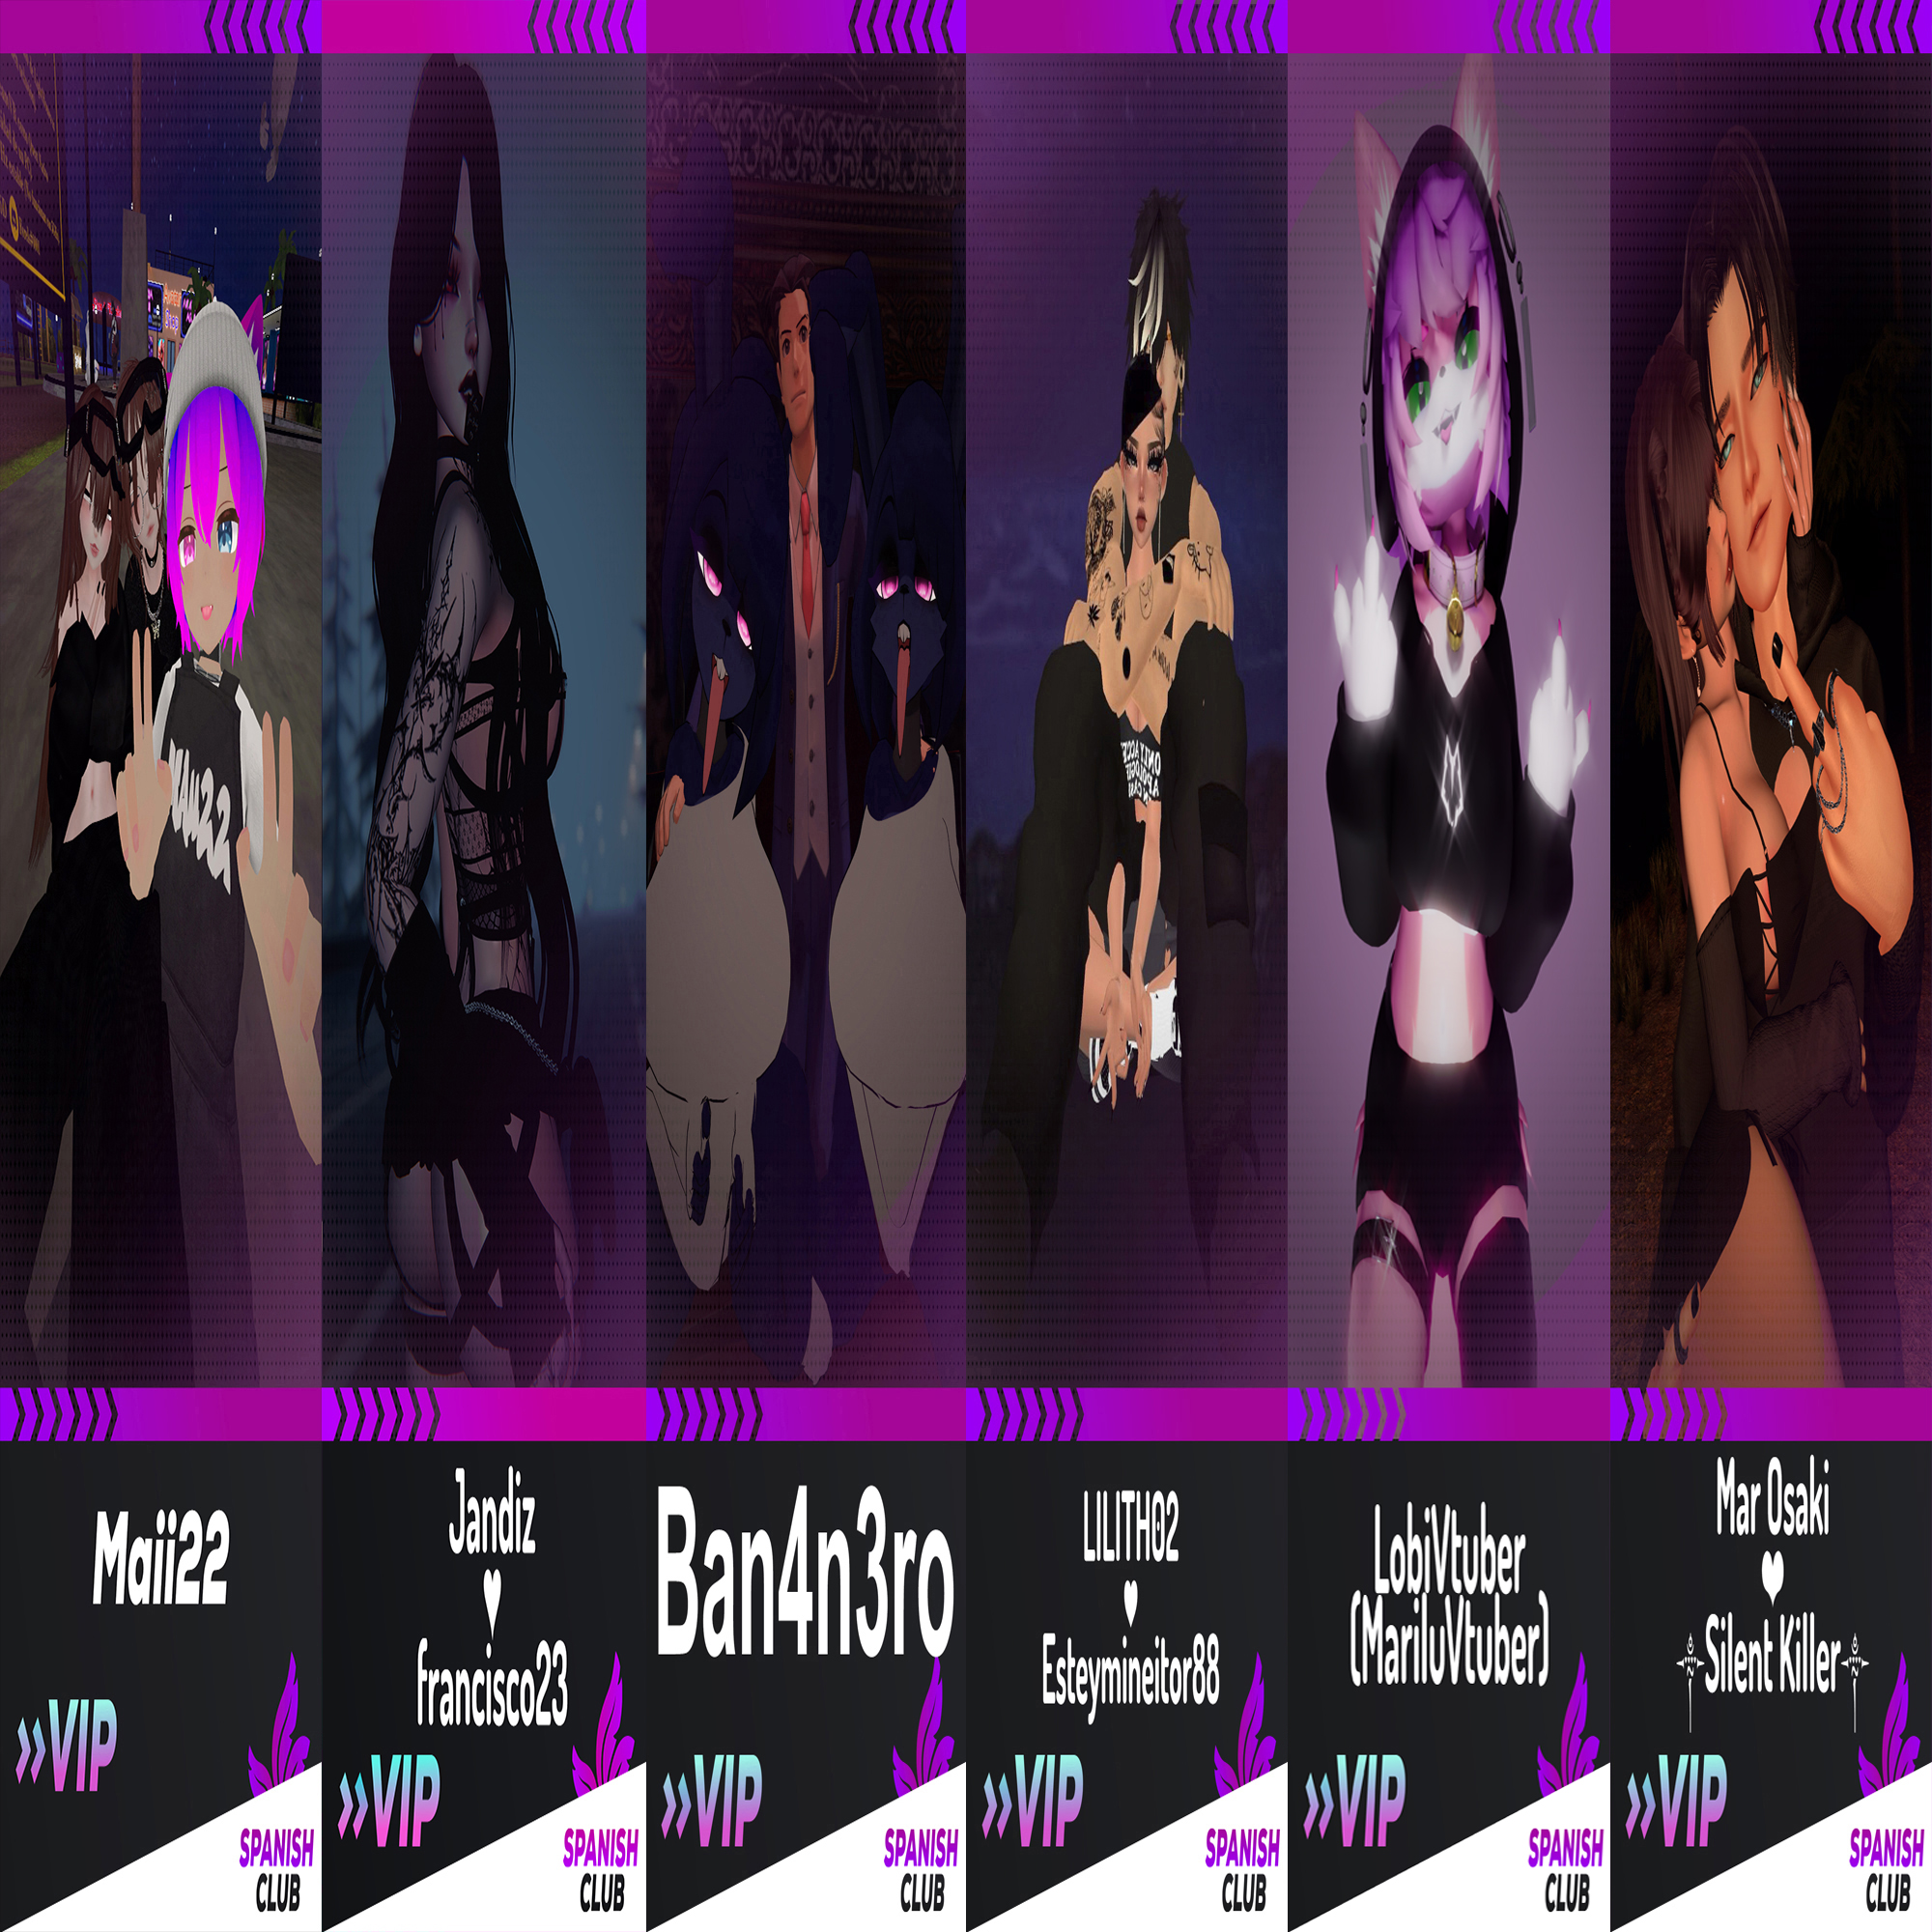 Maii22
VIP
SPANISH
CLUB
Jandiz
francisco23
VIP
SPANISH
CLUB
Ban4n3ro
VIP
SPANISH
CLUB
LILITH02
Esteymineitor88
VIP
SPANISH
CLUB
LobiVtuber
(MariluVtuber)
VIP
SPANISH
CLUB
Mar Osaki
Silent Killer
VIP
SPANISH
CLUB